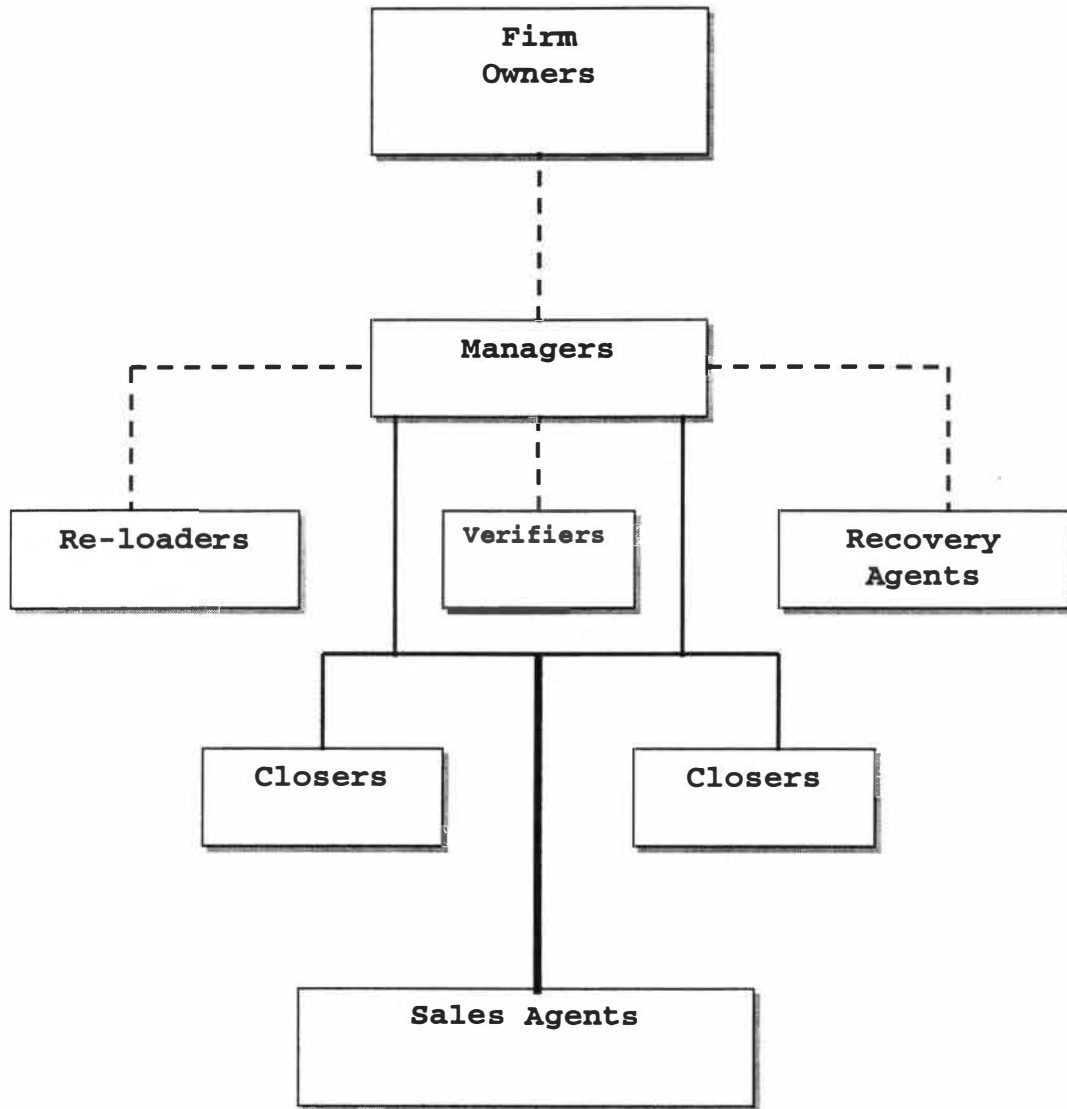 Firm
Owners
Managers
Re-loaders
Verifiers
Recovery
Agents
Closers
Closers
Sales Agents